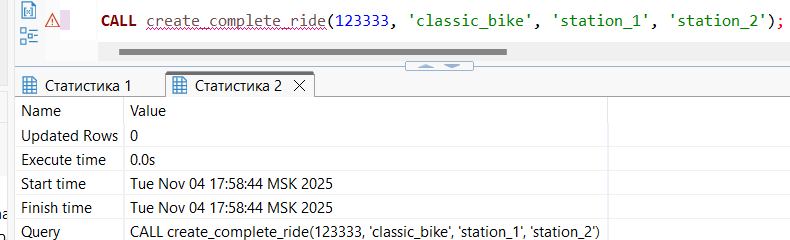 CALL create_complete_ride(123333, 'classic_bike', 'station_1', 'station_2');
Статистика 1 Статистика 2
Name Value
Updated Rows 0
Execute time 0.0s
Start time Tue Nov 04 17:58:44 MSK 2025
Finish time Tue Nov 04 17:58:44 MSK 2025
Query CALL create_complete_ride(123333, 'classic_bike', 'station_1', 'station_2')